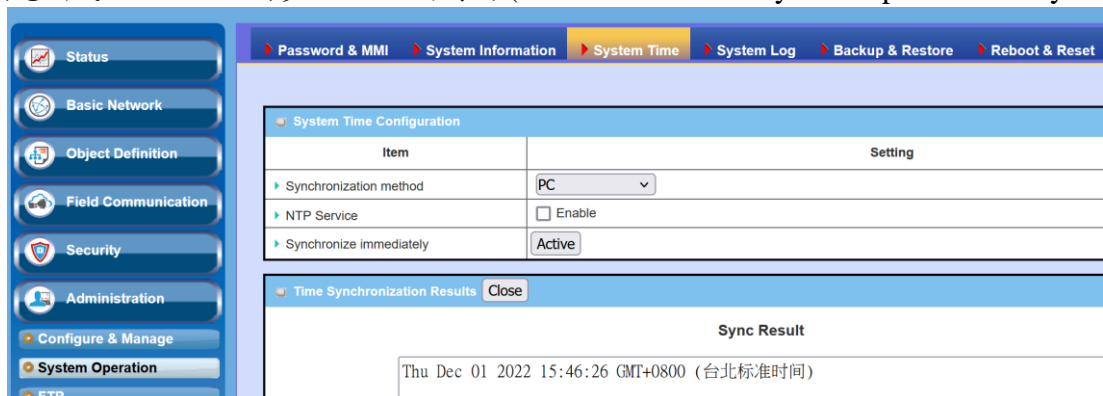 Status
Basic Network
Object Definition
Field Communication
Security
Administration
Configure & Manage
System Operation
FTP
Password & MMI System Information System Time System Log Backup & Restore Reboot & Reset
System Time Configuration
Item Setting
Synchronization method PC
NTP Service Enable
Synchronize immediately Active
Time Synchronization Results Close
Sync Result
Thu Dec 01 2022 15:46:26 GMT+0800 (台北标准时间)